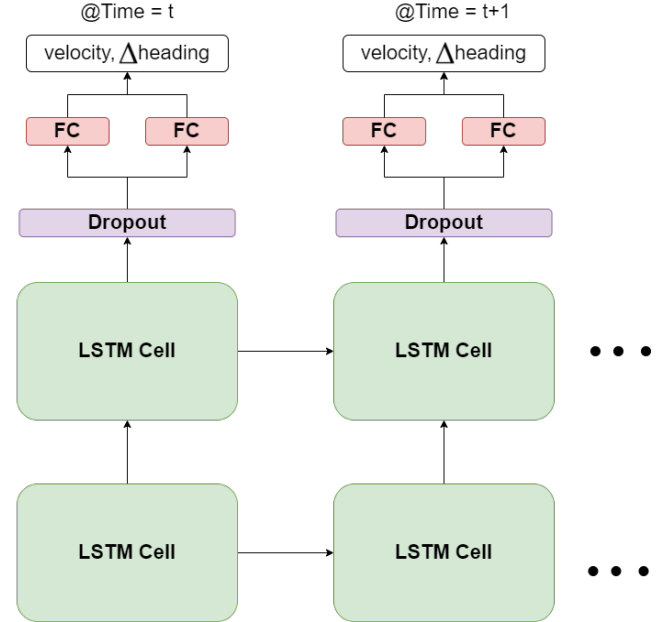 @Time = t
@Time = t+1
velocity, Δheading
velocity, Δheading
FC
FC
FC
FC
Dropout
Dropout
LSTM Cell
LSTM Cell
LSTM Cell
LSTM Cell